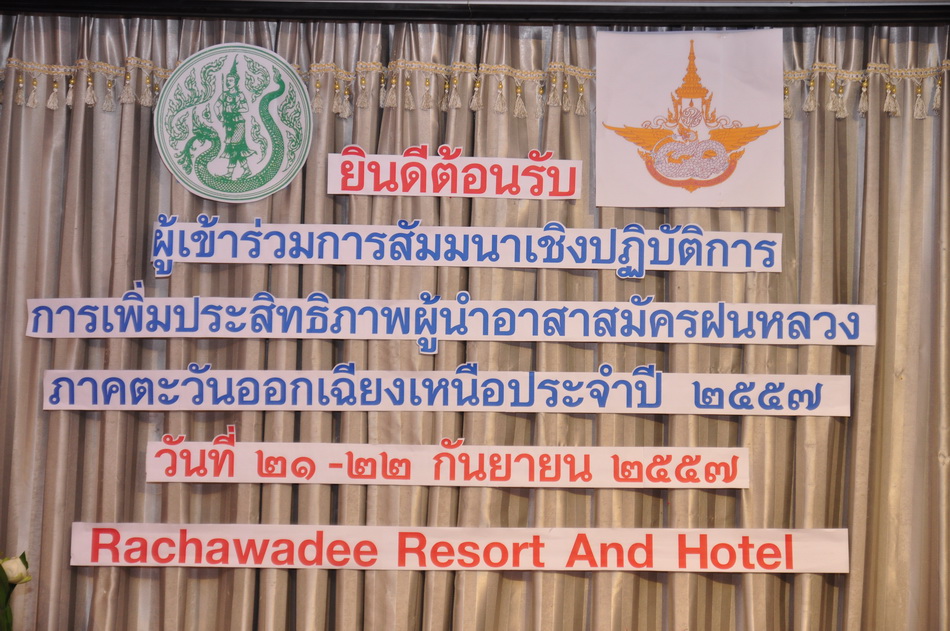 ยินดีต้อนรับ
ผู้เข้าร่วมการสัมมนาเชิงปฏิบัติการ
การเพิ่มประสิทธิภาพผู้นำอาสาสมัครฝนหลวง
ภาคตะวันออกเฉียงเหนือประจำปี ๒๕๕๗
วันที่ ๒๑ -๒๒ กันยายน ๒๕๕๗
Rachawadee Resort And Hotel